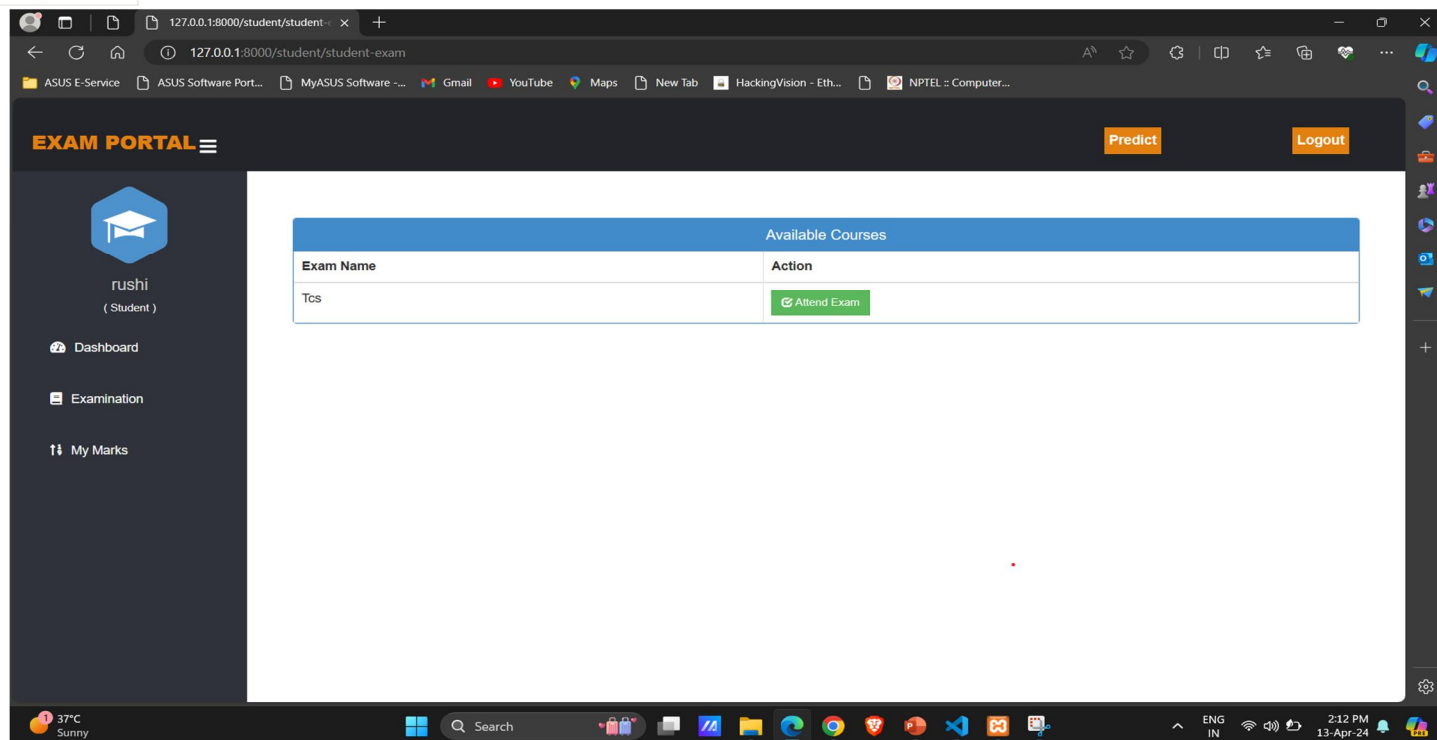 127.0.0.1:8000/student/student-e
127.0.0.1:8000/student/student-exam
ASUS E-Service ASUS Software Port... MyASUS Software -... Gmail YouTube Maps New Tab HackingVision - Eth... NPTEL :: Computer...
EXAM PORTAL Predict Logout
rushi
( Student )
Dashboard
Examination
My Marks
Available Courses
Exam Name Action
Tcs Attend Exam
1 37°C
Sunny
Search
ENG
IN
2:12 PM
13-Apr-24
PRE